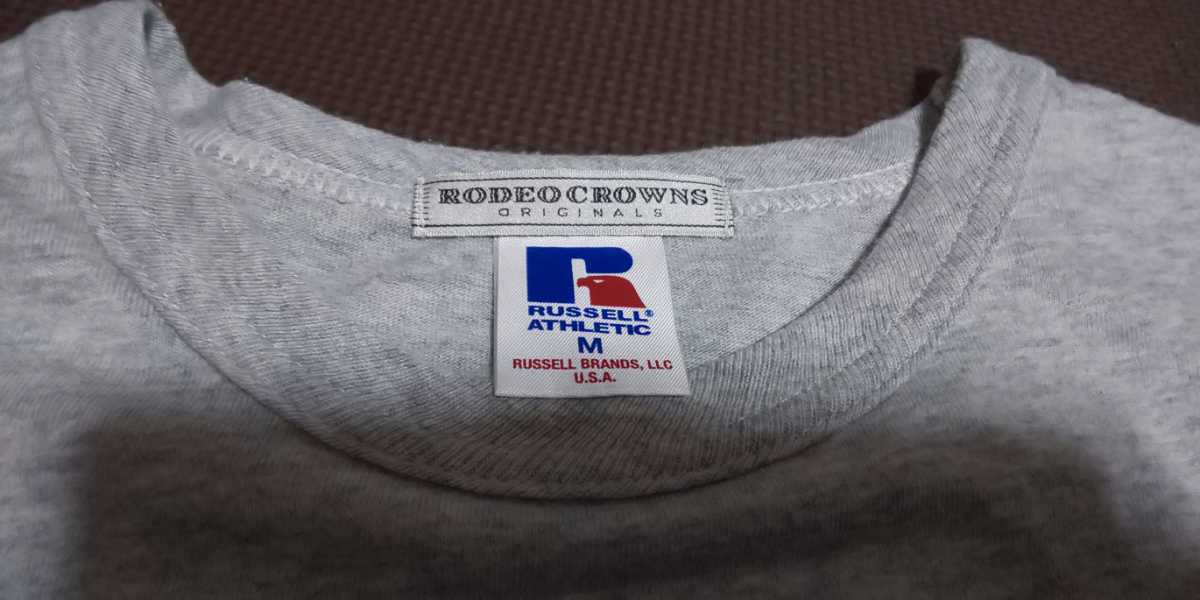 RODEO CROWNS
ORIGINALS
R
RUSSELL®
ATHLETIC
M
RUSSELL BRANDS, LLC
U.S.A.